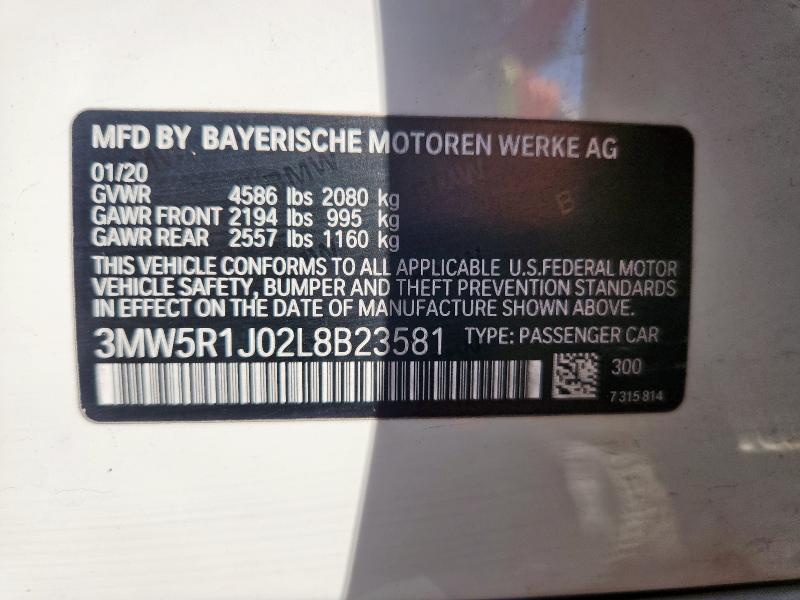 MFD BY BAYERISCHE MOTOREN WERKE AG
01/20
GVWR 4586 lbs 2080 kg
GAWR FRONT 2194 lbs 995 kg
GAWR REAR 2557 lbs 1160 kg
THIS VEHICLE CONFORMS TO ALL APPLICABLE U.S.FEDERAL MOTOR
VEHICLE SAFETY, BUMPER AND THEFT PREVENTION STANDARDS
IN EFFECT ON THE DATE OF MANUFACTURE SHOWN ABOVE.
3MW5R1J02L8B23581 TYPE: PASSENGER CAR
300
7 315 814